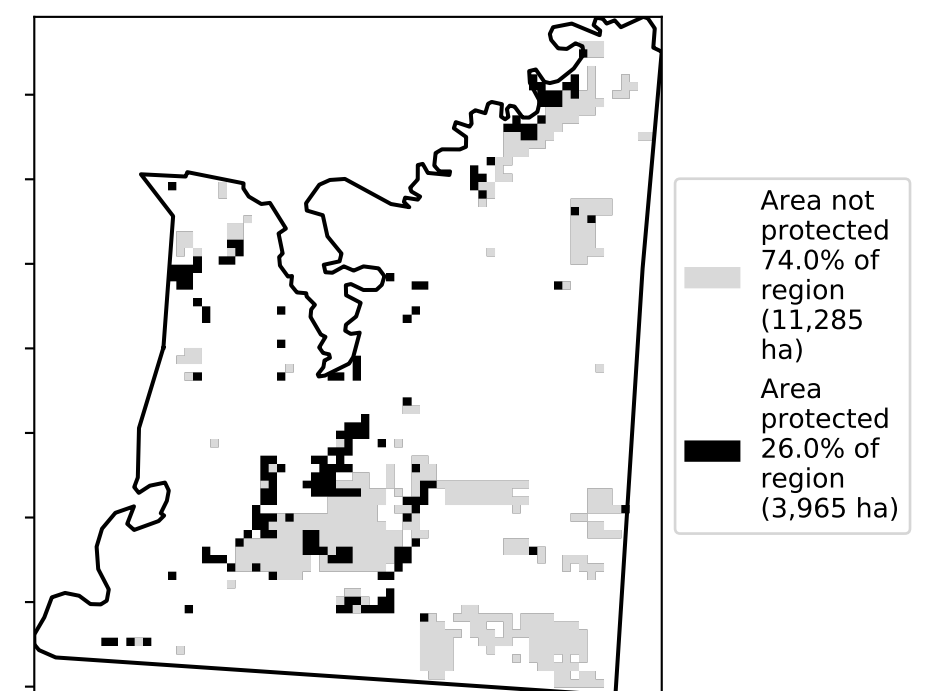 Area not
protected
74.0% of
region
(11,285
ha)
Area
protected
26.0% of
region
(3,965 ha)